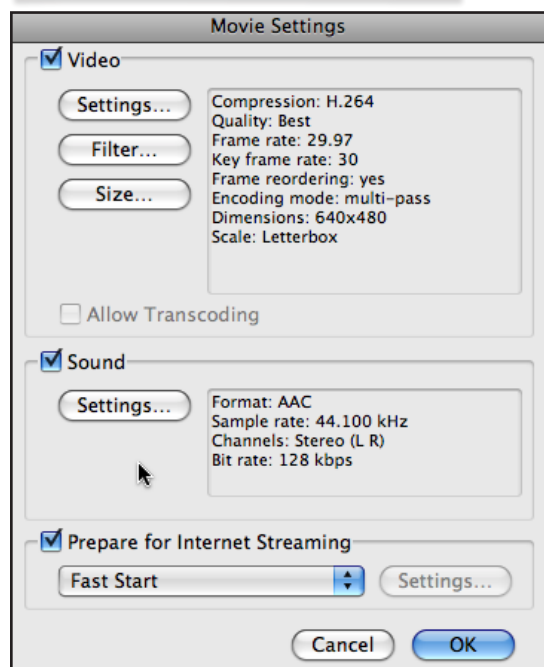 Movie Settings
Video
Settings...
Filter...
Size...
Compression: H.264
Quality: Best
Frame rate: 29.97
Key frame rate: 30
Frame reordering: yes
Encoding mode: multi-pass
Dimensions: 640x480
Scale: Letterbox
Allow Transcoding
Sound
Settings...
Format: AAC
Sample rate: 44.100 kHz
Channels: Stereo (L R)
Bit rate: 128 kbps
Prepare for Internet Streaming
Fast Start
Settings...
Cancel
OK